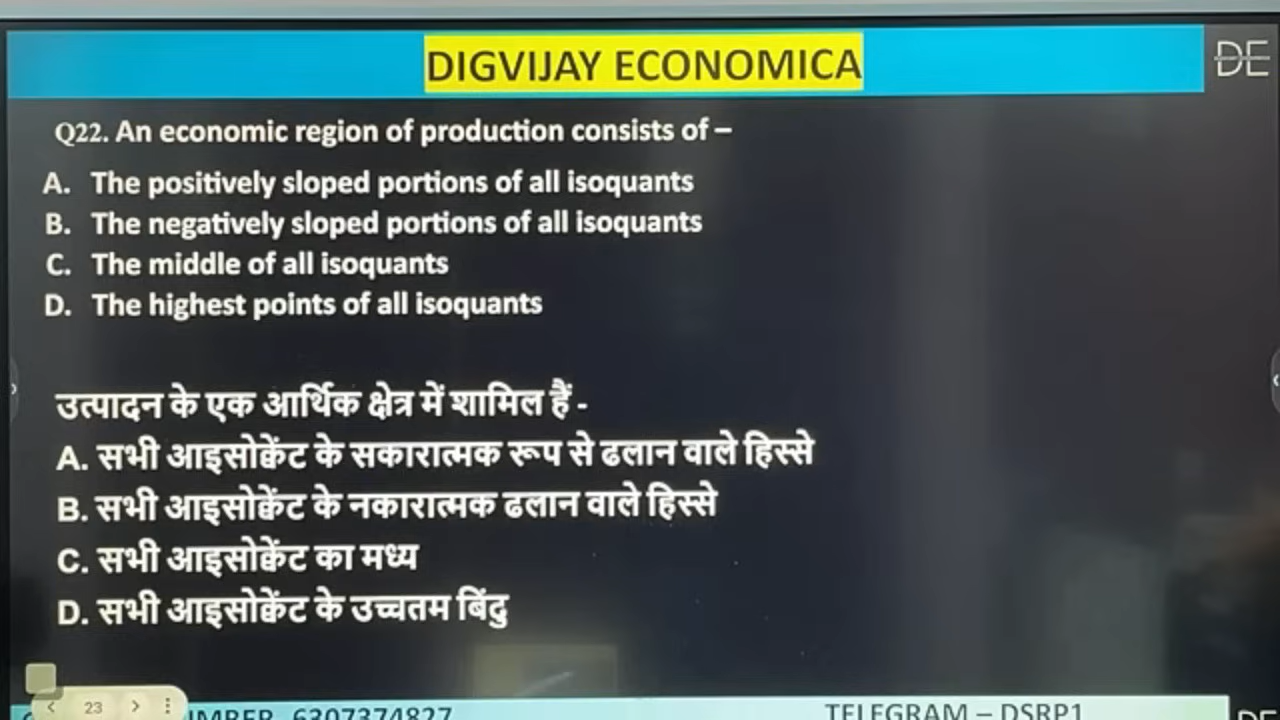 DIGVIJAY ECONOMICA
DE
Q22. An economic region of production consists of –
A. The positively sloped portions of all isoquants
B. The negatively sloped portions of all isoquants
C. The middle of all isoquants
D. The highest points of all isoquants
उत्पादन के एक आर्थिक क्षेत्र में शामिल हैं -
A. सभी आइसोक्वेंट के सकारात्मक रूप से ढलान वाले हिस्से
B. सभी आइसोक्वेंट के नकारात्मक ढलान वाले हिस्से
C. सभी आइसोक्वेंट का मध्य
D. सभी आइसोक्वेंट के उच्चतम बिंदु
23
6307374827
TELEGRAM – DSRP1
DE